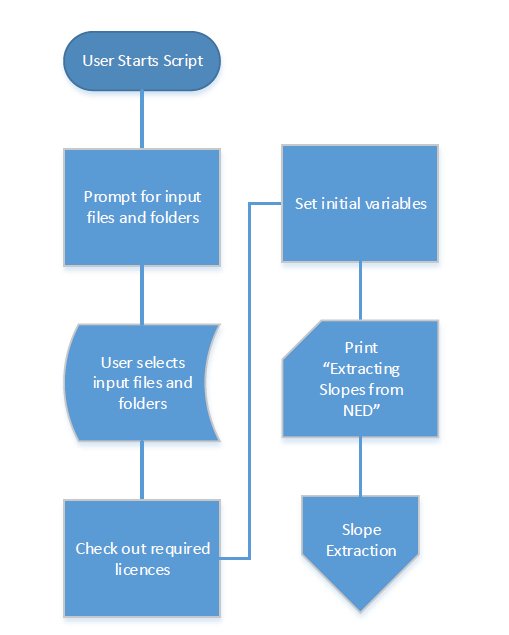 User Starts Script
Prompt for input
files and folders
User selects
input files and
folders
Check out required
licences
Set initial variables
Print
“Extracting
Slopes from
NED”
Slope
Extraction